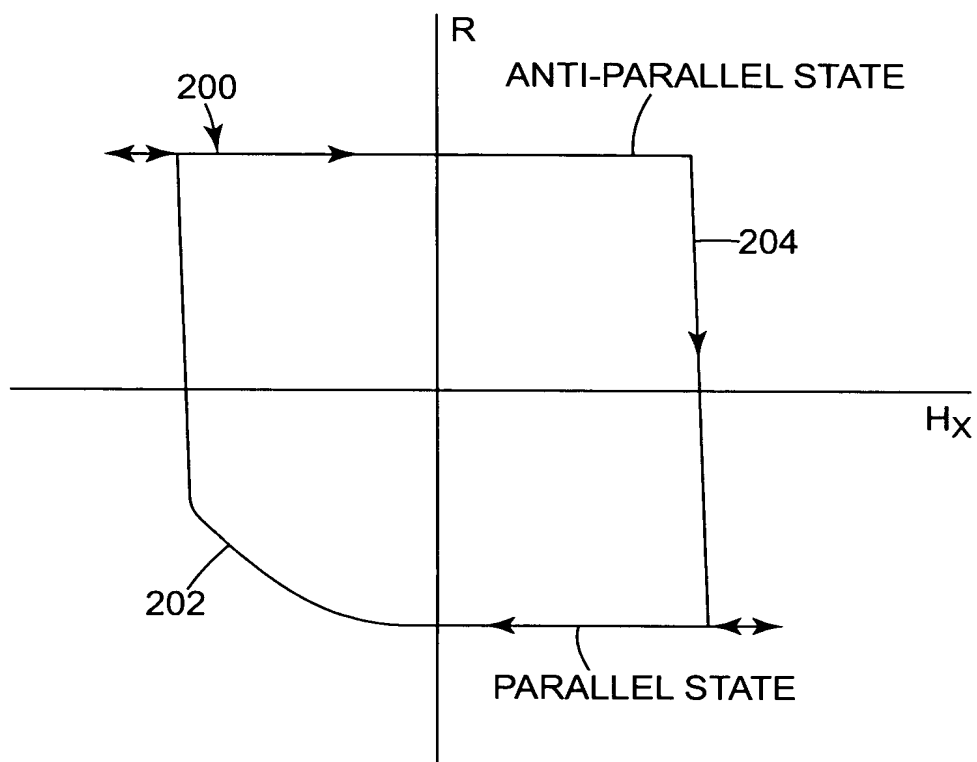 R
ANTI-PARALLEL STATE
200
204
HX
202
PARALLEL STATE